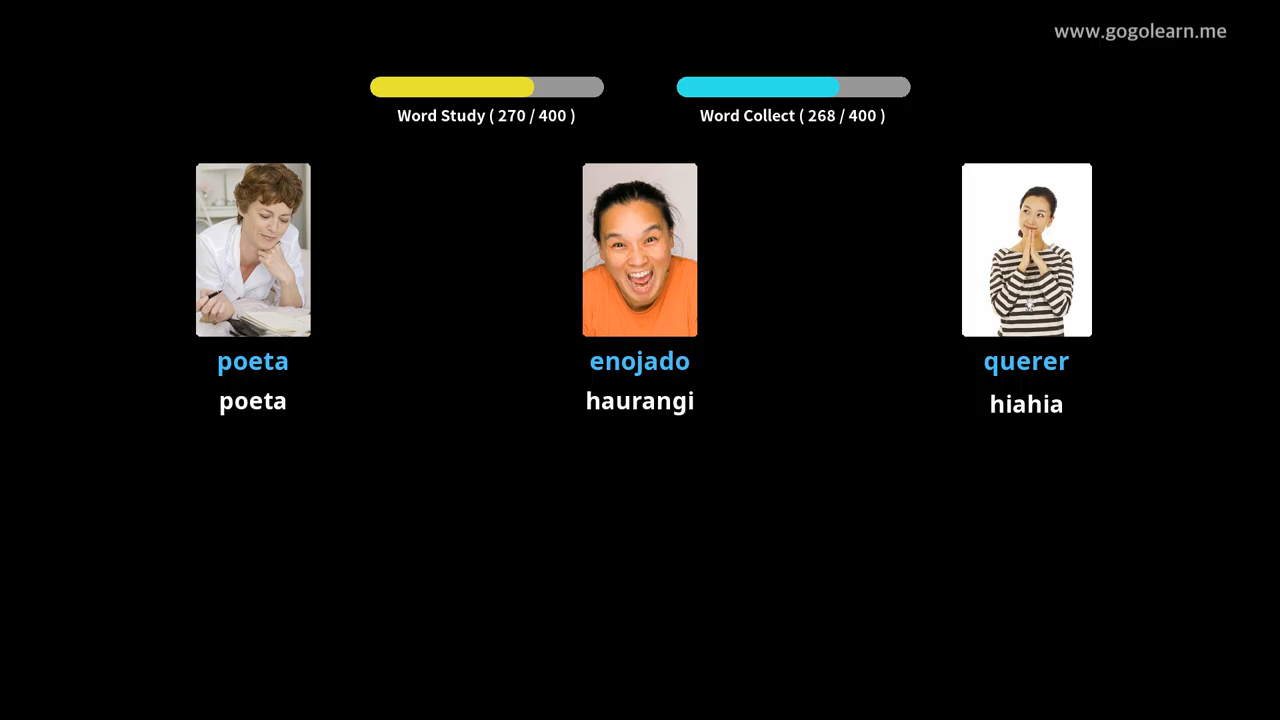 www.gogolearn.me
Word Study ( 270 / 400 )
Word Collect ( 268 / 400 )
poeta
enojado
querer
poeta
haurangi
hiahia